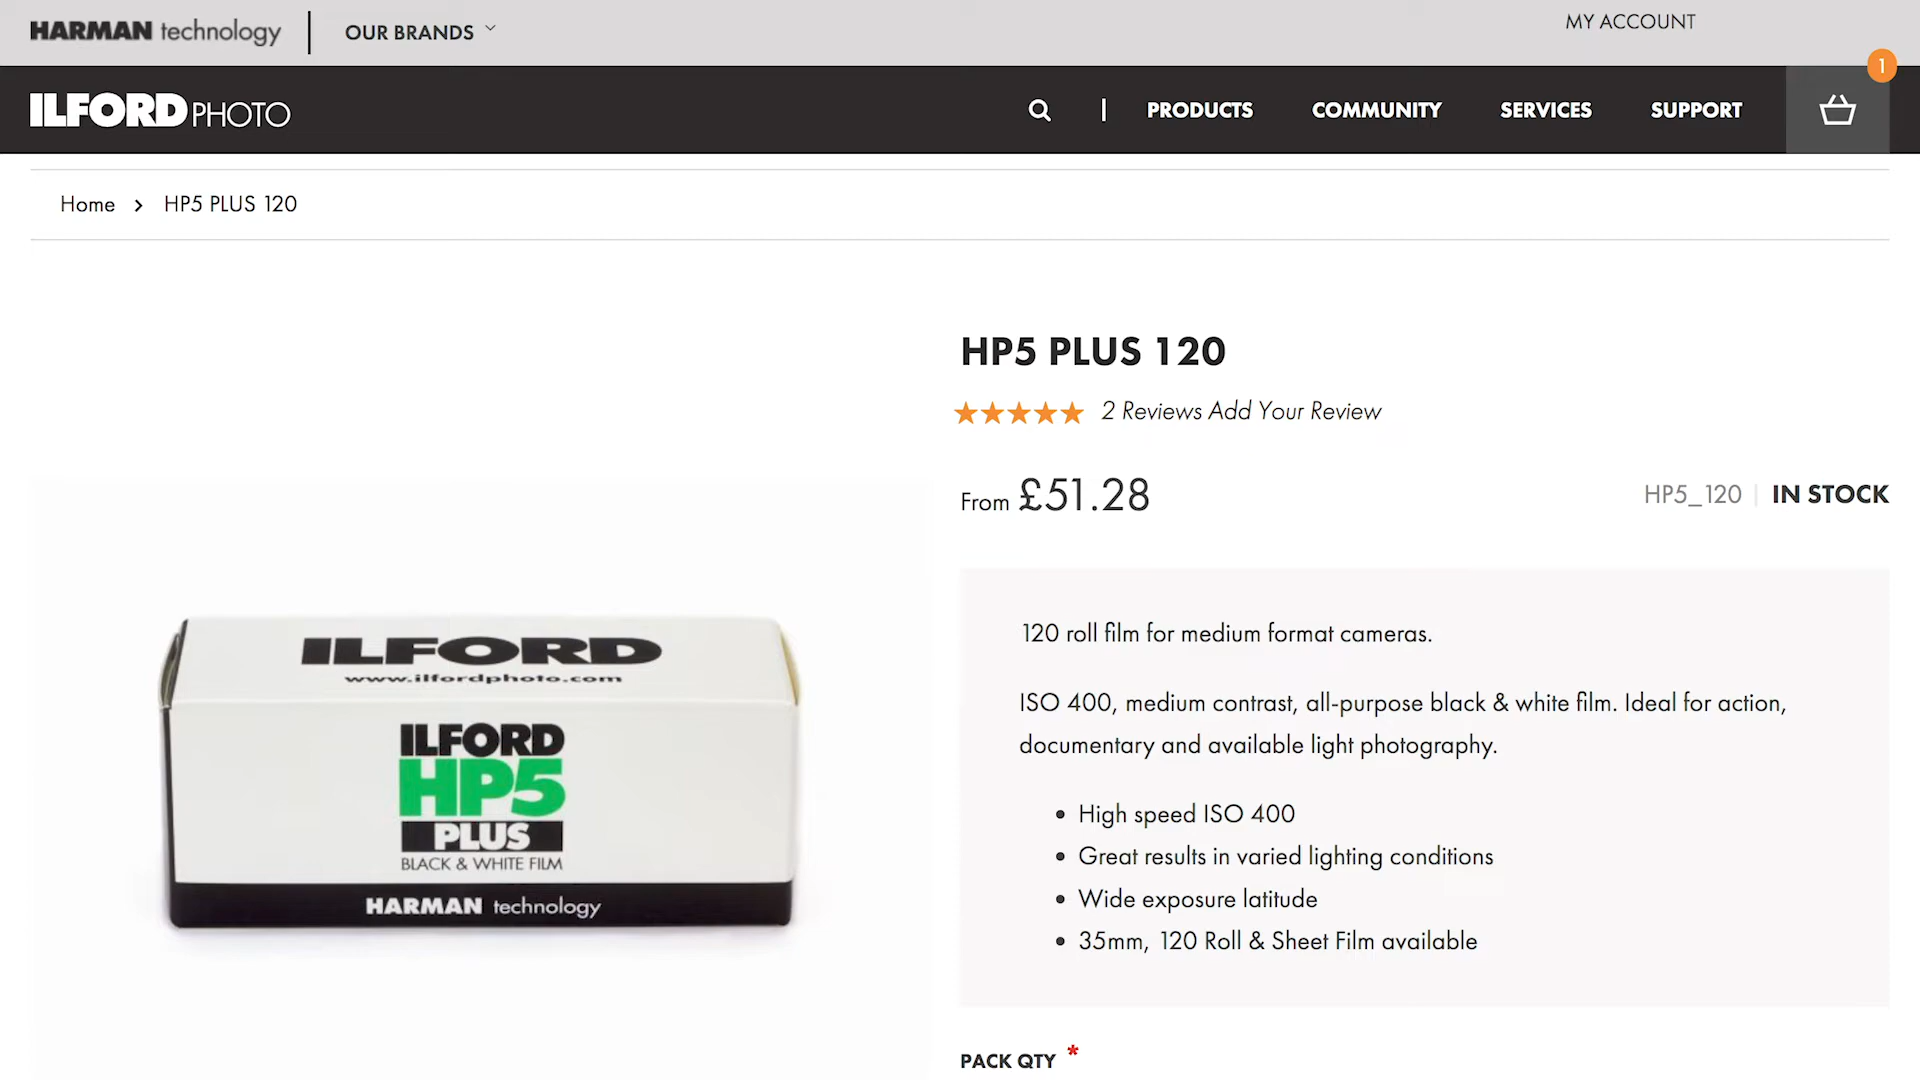 HARMAN technology
OUR BRANDS
MY ACCOUNT
1
ILFORD PHOTO
PRODUCTS
COMMUNITY
SERVICES
SUPPORT
Home > HP5 PLUS 120
HP5 PLUS 120
2 Reviews Add Your Review
From £51.28
HP5_120 | IN STOCK
120 roll film for medium format cameras.
ISO 400, medium contrast, all-purpose black & white film. Ideal for action,
documentary and available light photography.
• High speed ISO 400
• Great results in varied lighting conditions
• Wide exposure latitude
• 35mm, 120 Roll & Sheet Film available
PACK QTY *
ILFORD
www.ilfordphoto.com
ILFORD
HP5
PLUS
BLACK & WHITE FILM
HARMAN technology